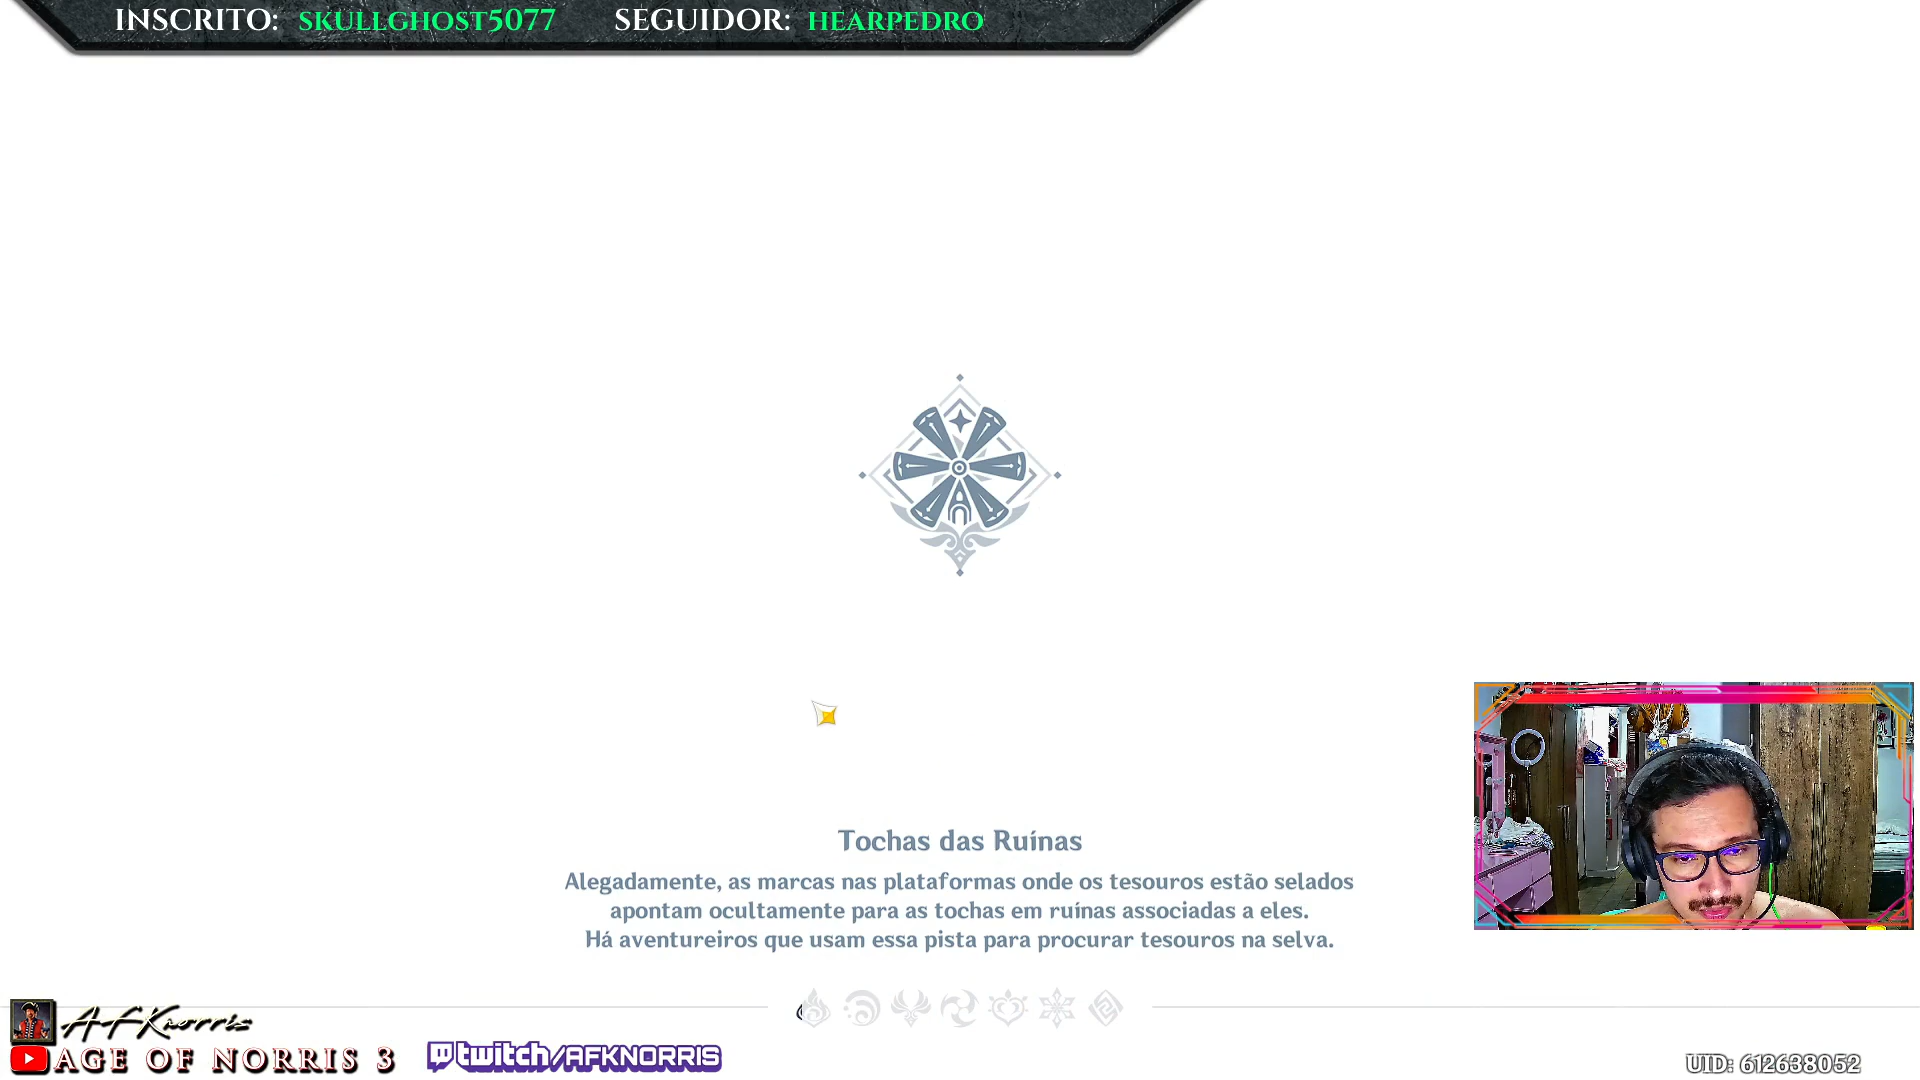 INSCRITO: SKULLGHOST5077 SEGUIDOR: HEARPEDRO
Tochas das Ruínas
Alegadamente, as marcas nas plataformas onde os tesouros estão selados
apontam ocultamente para as tochas em ruínas associadas a eles.
Há aventureiros que usam essa pista para procurar tesouros na selva.
AFKnorris
AGE OF NORRIS 3
twitch/AFKNORRIS
UID: 612638052